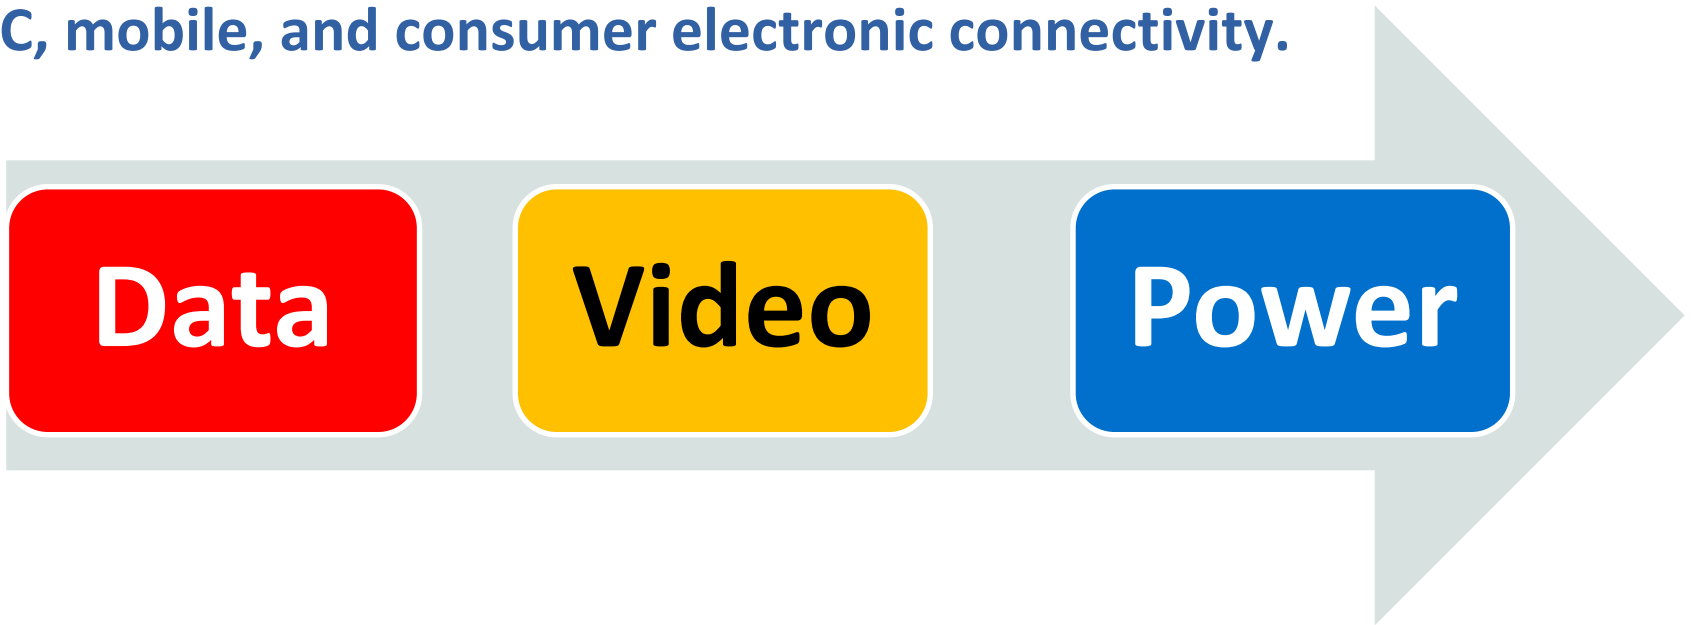 C, mobile, and consumer electronic connectivity.
Data Video Power